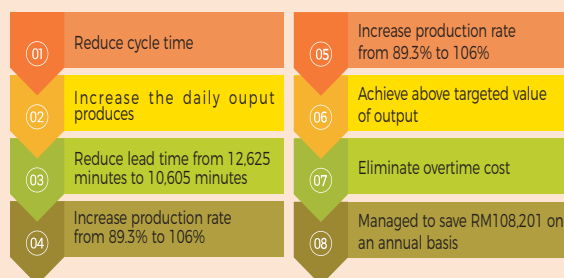 01
Reduce cycle time
02
Increase the daily ouput
produces
03
Reduce lead time from 12,625
minutes to 10,605 minutes
04
Increase production rate
from 89.3% to 106%
05
Increase production rate
from 89.3% to 106%
06
Achieve above targeted value
of output
07
Eliminate overtime cost
08
Managed to save RM108,201 on
an annual basis